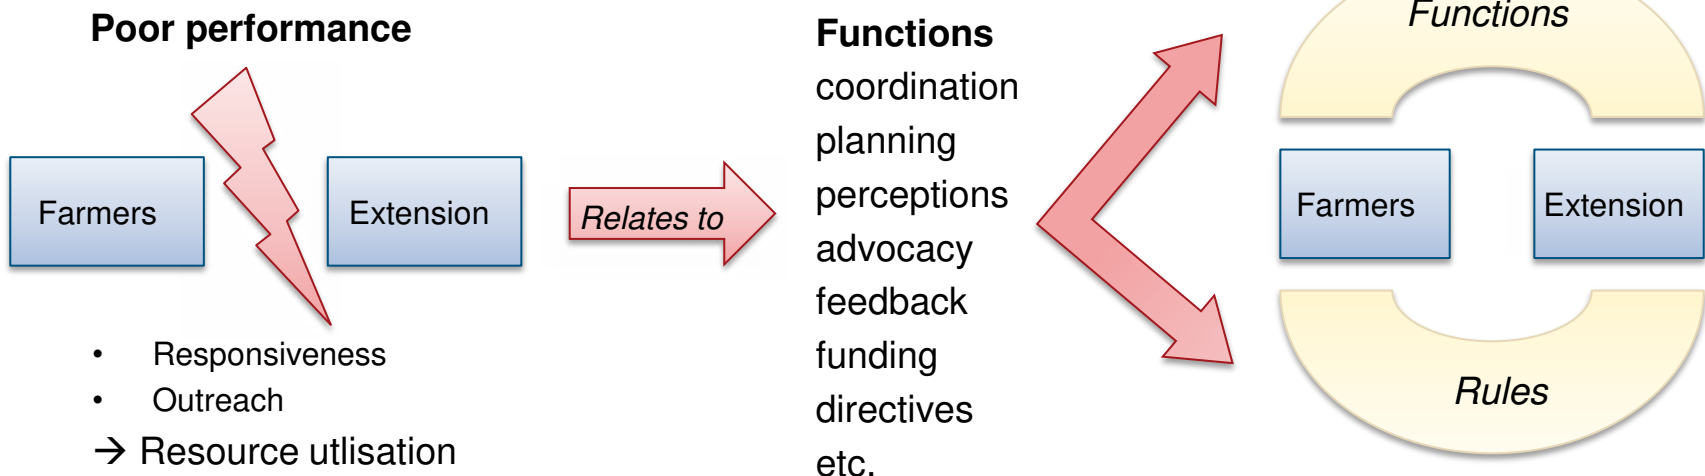 Poor performance
Farmers
Extension
• Responsiveness
• Outreach
→ Resource utlisation
Relates to
Functions
coordination
planning
perceptions
advocacy
feedback
funding
directives
etc.
Functions
Farmers
Extension
Rules